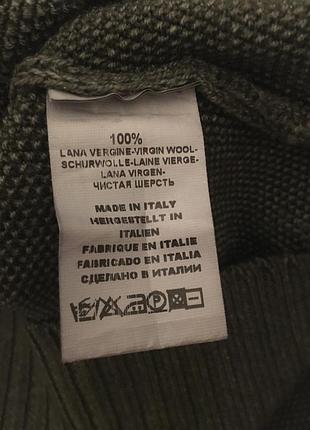 100%
LANA VERGINE-VIRGIN WOOL-
SCHURWOLLE-LAINE VIERGE-
LANA VIRGEN-
ЧИСТАЯ ШЕРСТЬ
MADE IN ITALY
HERGESTELLT IN
ITALIEN
FABRIQUE EN ITALIE
FABRICADO EN ITALIA
СДЕЛАНО В ИТАЛИИ